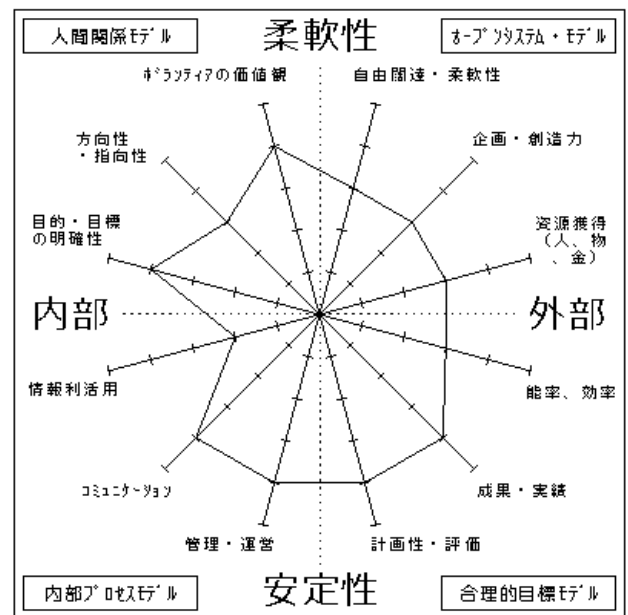 人間関係ﾓﾃﾞﾙ
柔軟性
ｵｰﾌﾟﾝｼｽﾃﾑ・ﾓﾃﾞﾙ
ﾎﾞﾗﾝﾃｨｱの価値観
自由闊達・柔軟性
方向性
・指向性
企画・創造力
目的・目標
の明確性
資源獲得
(人、物
、金)
内部
外部
情報利活用
能率、効率
ｺﾐｭﾆｹｰｼｮﾝ
成果・実績
管理・運営
計画性・評価
内部ﾌﾟﾛｾｽﾓﾃﾞﾙ
安定性
合理的目標ﾓﾃﾞﾙ